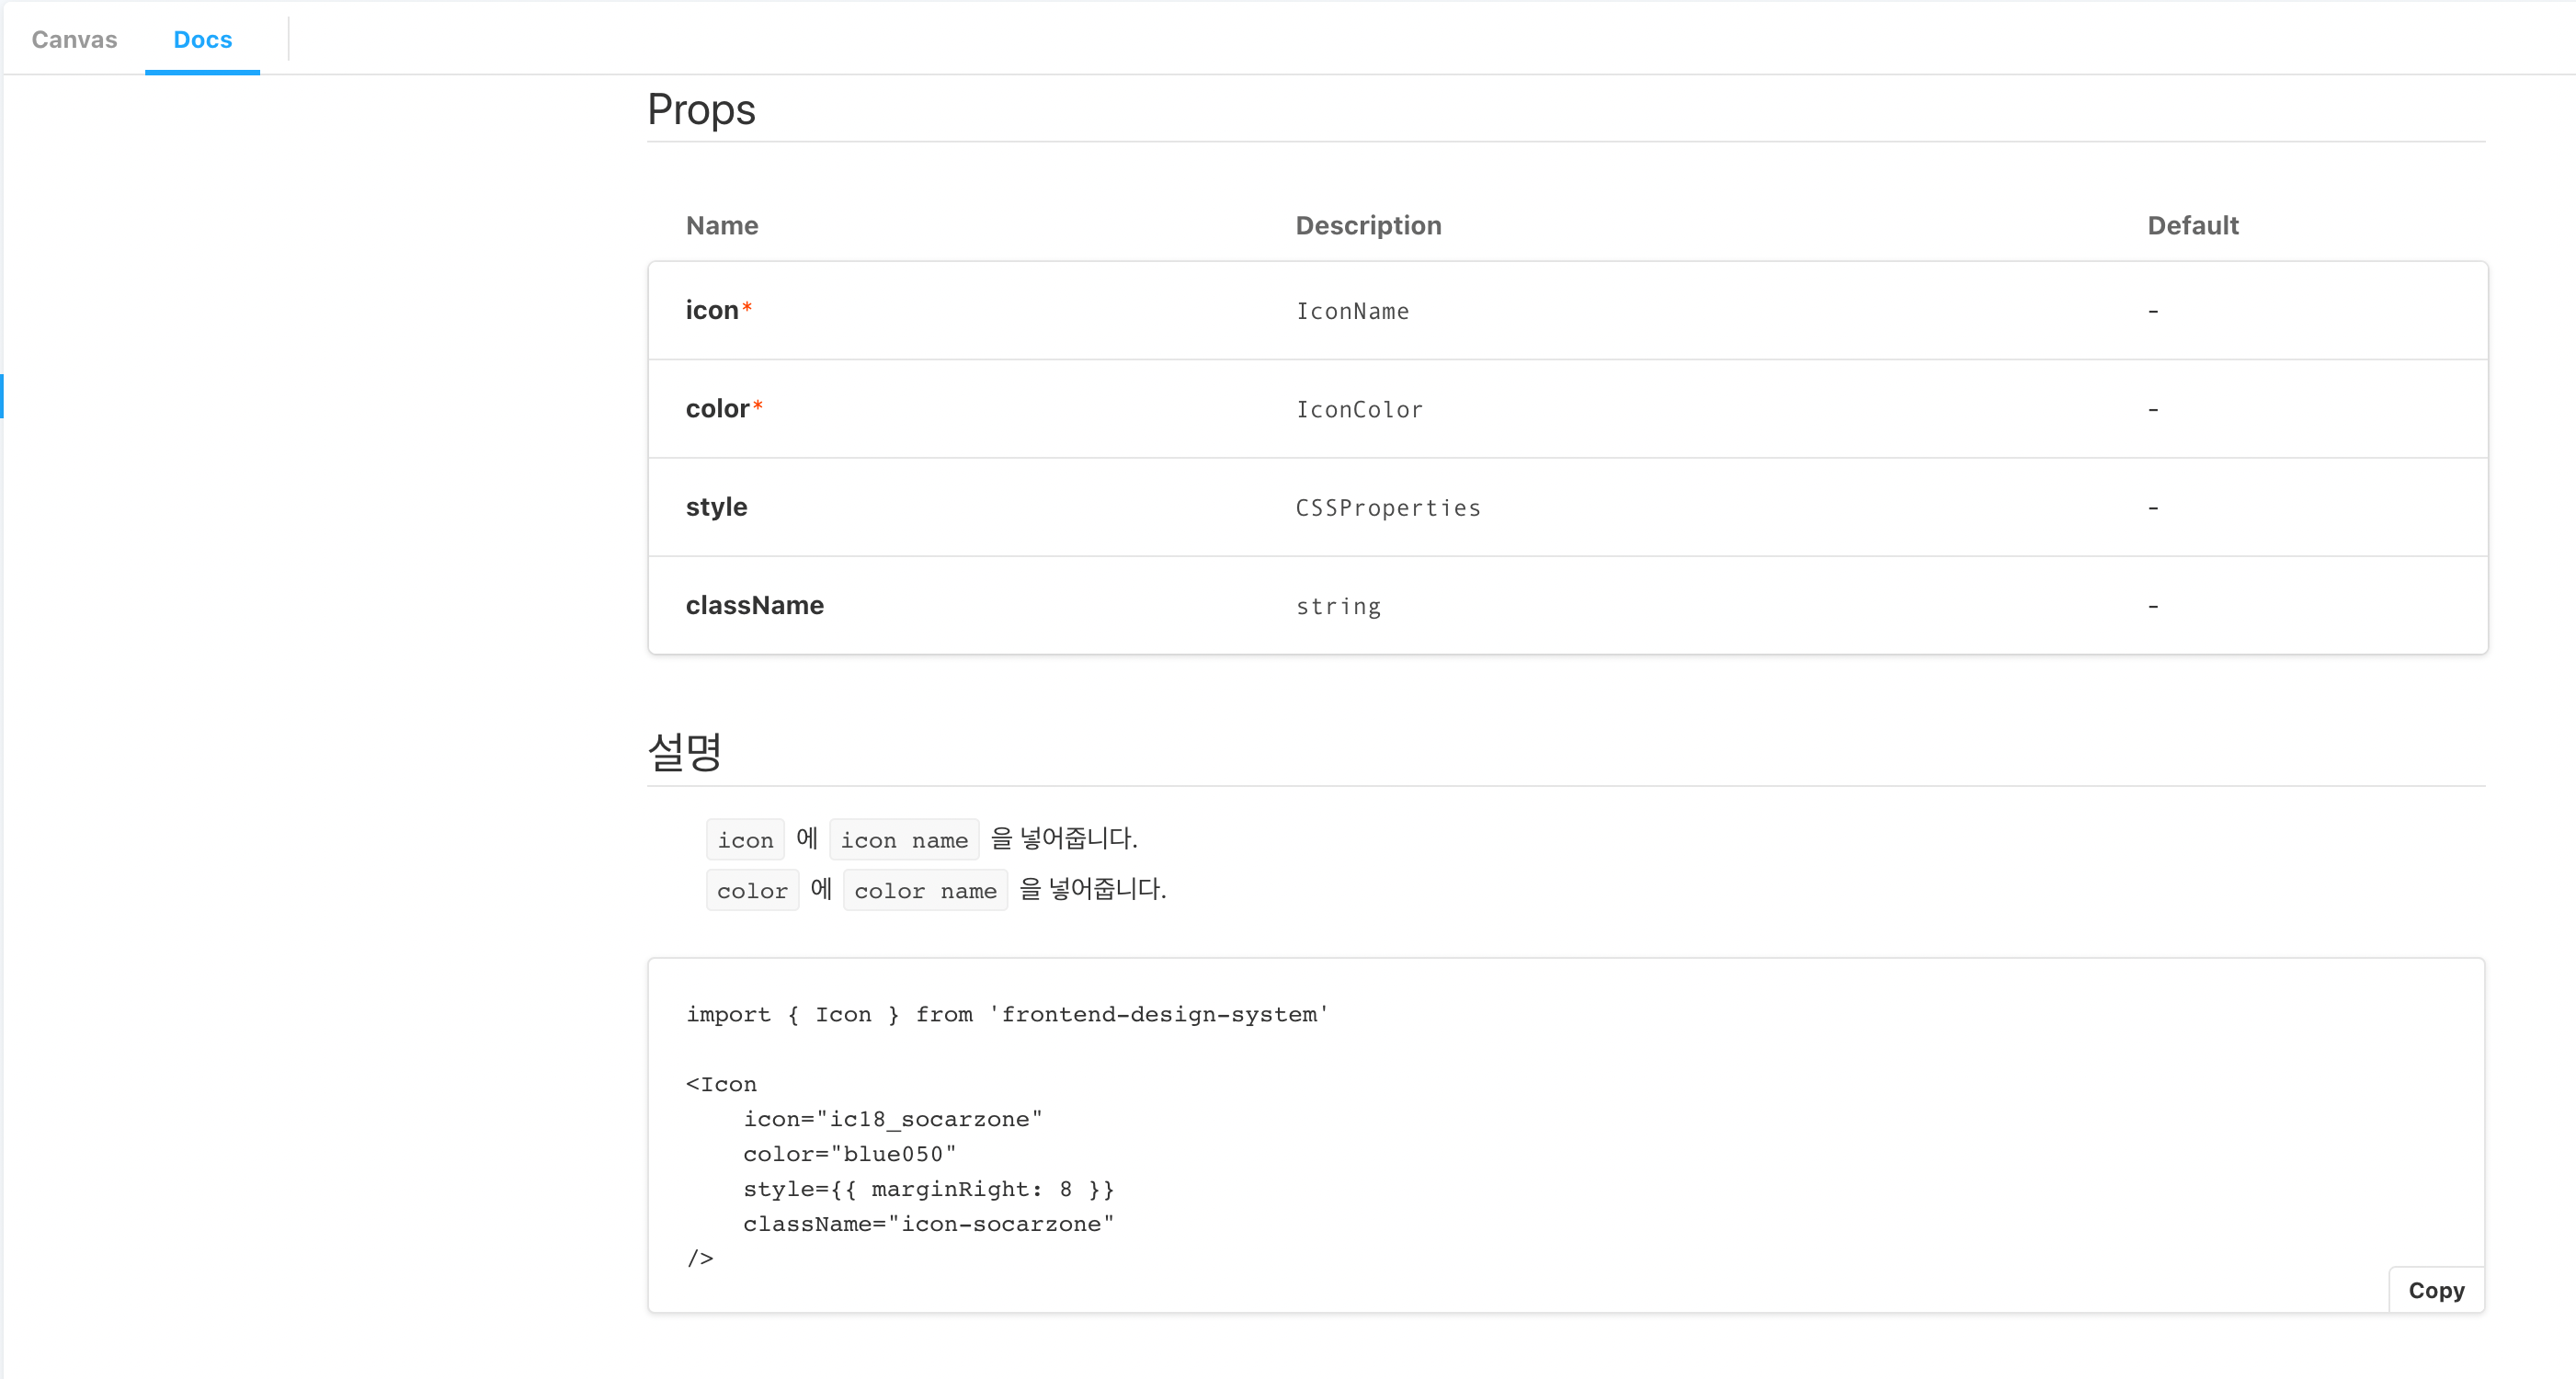 Canvas Docs
Props
Name Description Default
icon* IconName -
color* IconColor -
style CSSProperties -
className string -
설명
icon 에 icon name 을 넣어줍니다.
color 에 color name 을 넣어줍니다.
import { Icon } from 'frontend-design-system'
<Icon
    icon="ic18_socarzone"
    color="blue050"
    style={{ marginRight: 8 }}
    className="icon-socarzone"
/>
Copy